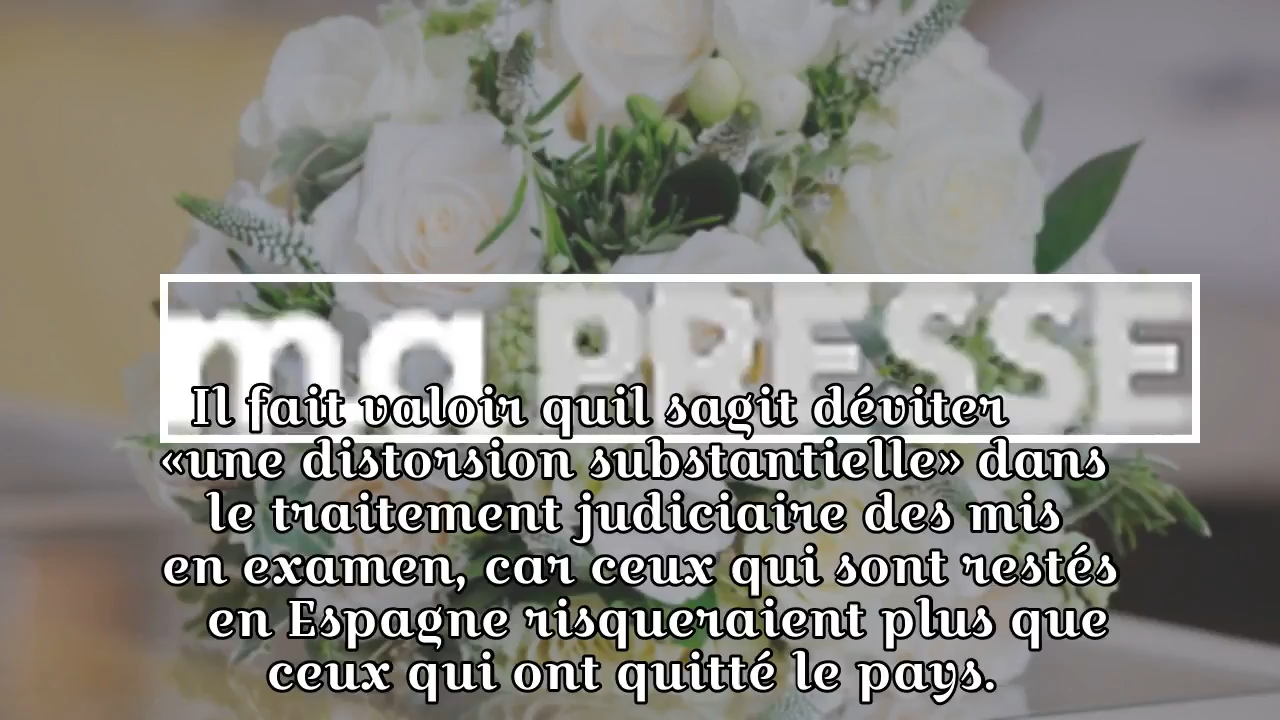 ma PRESSE
Il fait valoir quil sagit déviter
«une distorsion substantielle» dans
le traitement judiciaire des mis
en examen, car ceux qui sont restés
en Espagne risqueraient plus que
ceux qui ont quitté le pays.